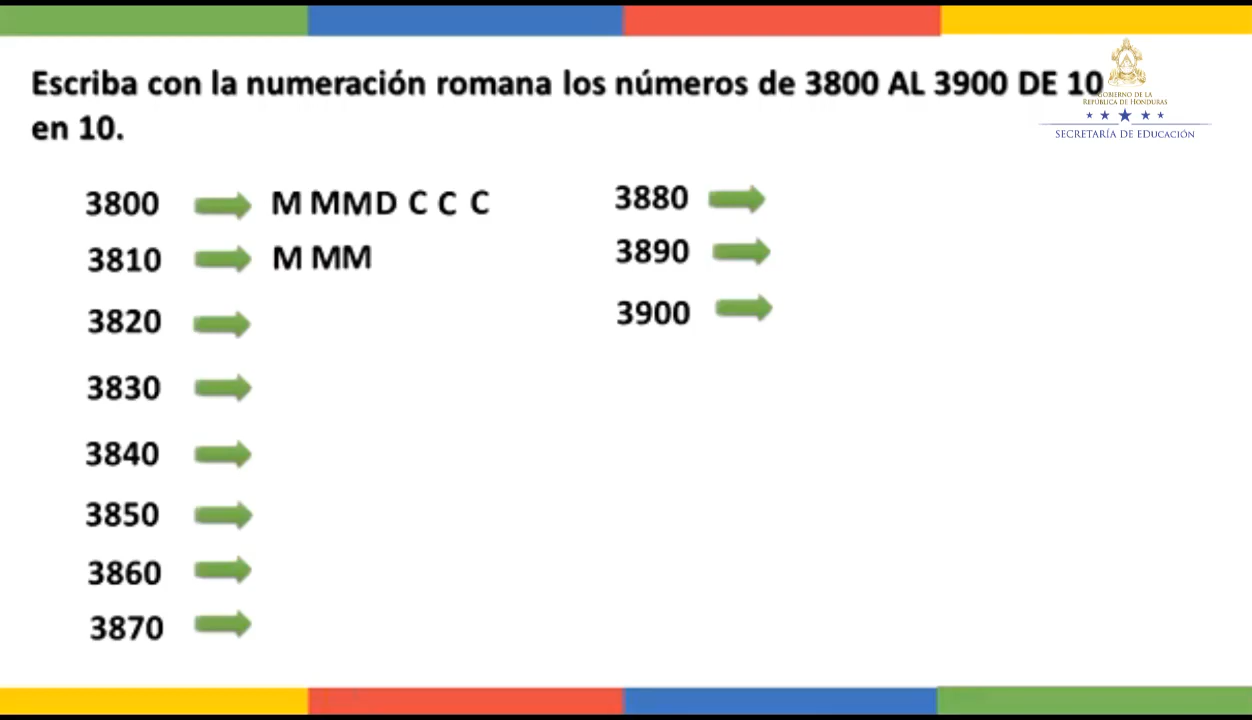 Escriba con la numeración romana los números de 3800 AL 3900 DE 10
en 10.
GOBIERNO DE LA
REPÚBLICA DE HONDURAS
SECRETARÍA DE EDUCACIÓN
3800 M MMD C C C
3810 M MM
3820
3830
3840
3850
3860
3870
3880
3890
3900